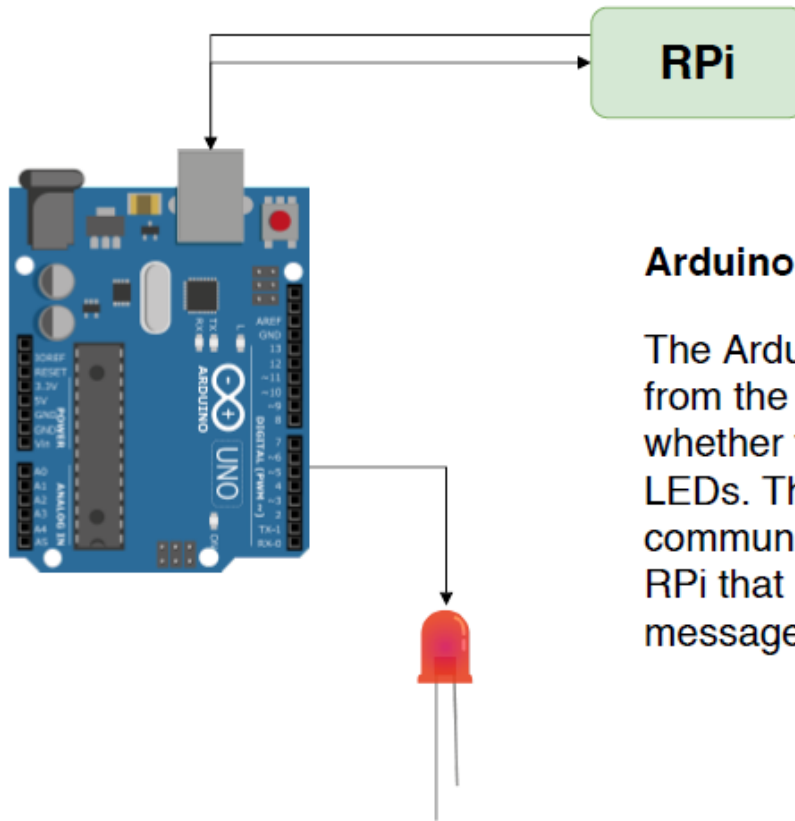 RPi
Arduino
The Ardu
from the
whether
LEDs. Th
commun
RPi that
message
IOREF
RESET
3.3V
5V
GND
GND
Vin
POWER
A0
A1
A2
A3
A4
A5
ANALOG IN
RX
TX
L
ARDUINO
UNO
ON
AREF
GND
13
12
~11
~10
~9
8
7
~6
~5
4
~3
2
TX-1
RX-0
DIGITAL (PWM ~)